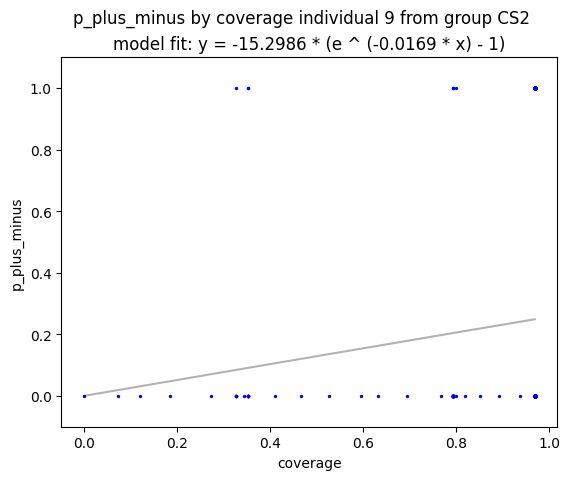 p_plus_minus by coverage individual 9 from group CS2
model fit: y = -15.2986 * (e ^ (-0.0169 * x) - 1)
1.0
0.8
0.6
0.4
0.2
0.0
p_plus_minus
0.0 0.2 0.4 0.6 0.8 1.0
coverage